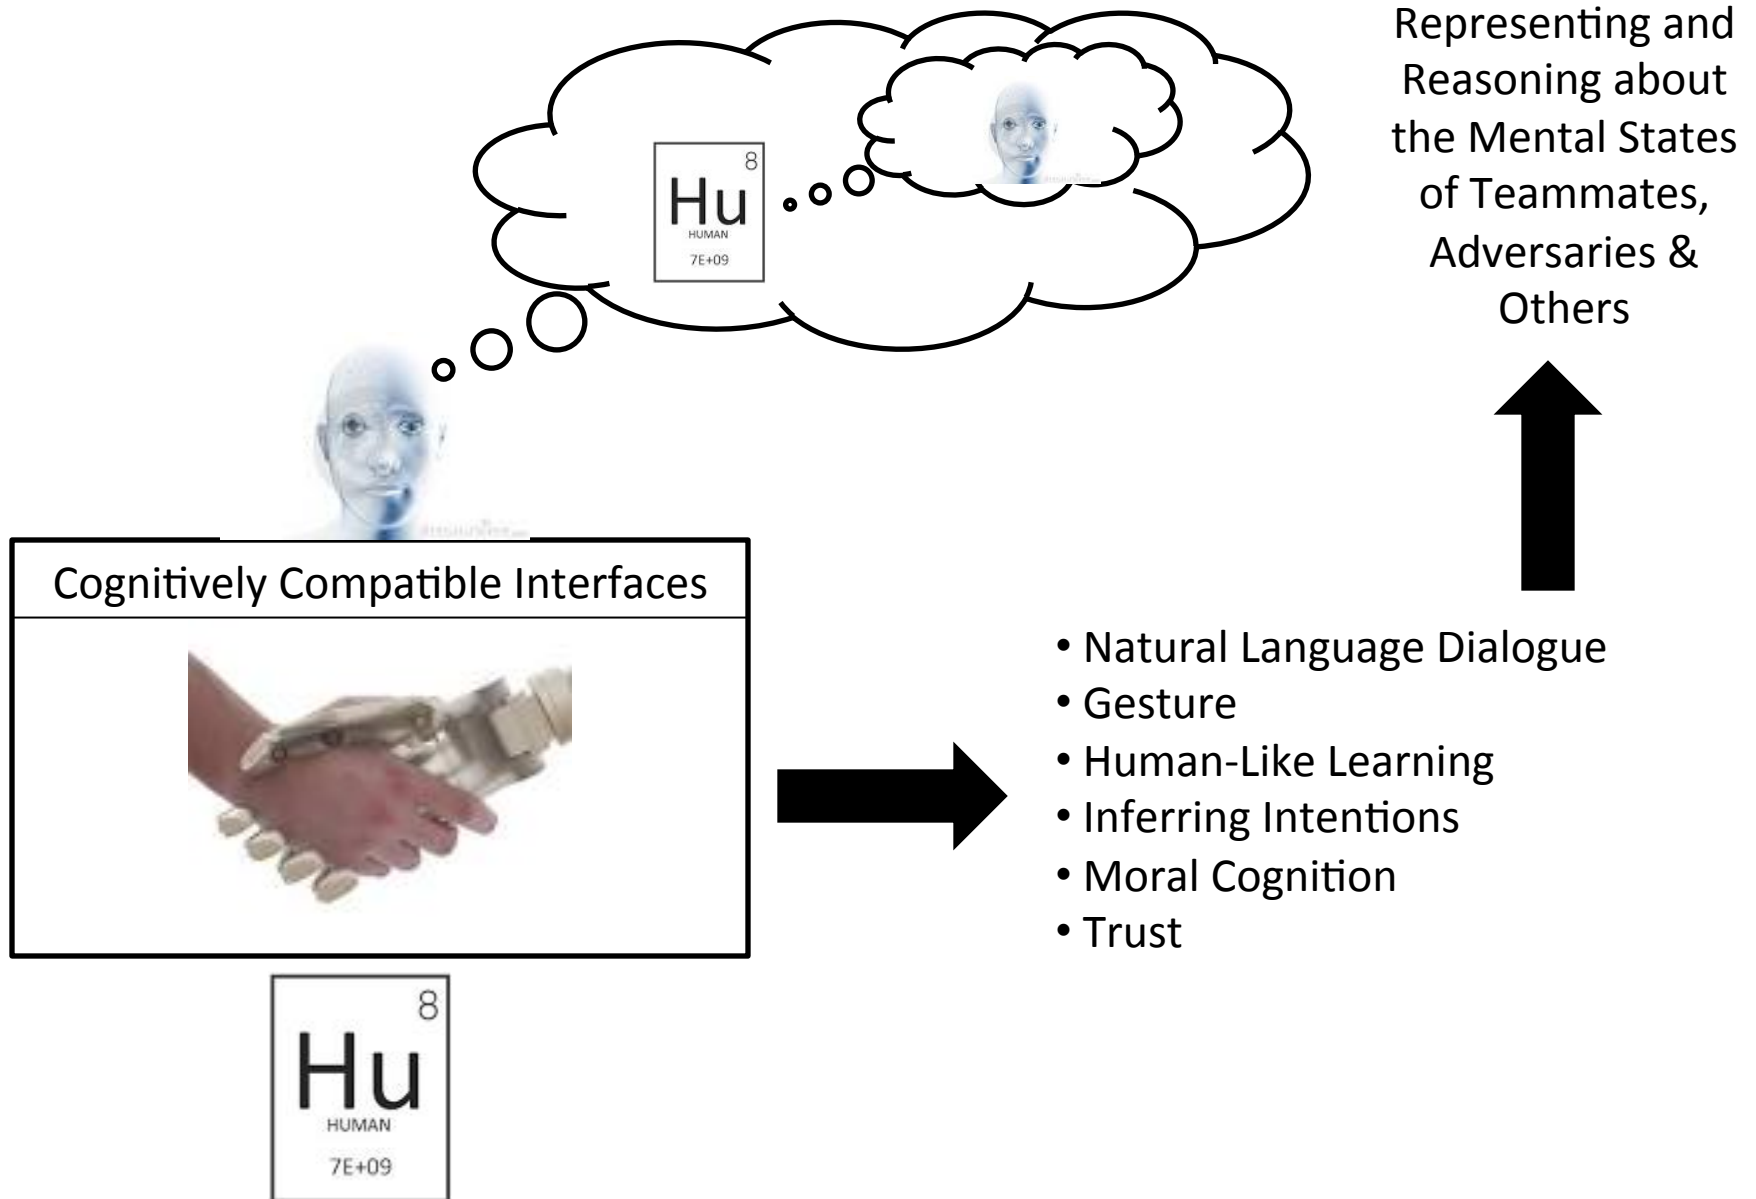 Representing and
Reasoning about
the Mental States
of Teammates,
Adversaries &
Others
8
Hu
HUMAN
7E+09
Cognitively Compatible Interfaces
• Natural Language Dialogue
• Gesture
• Human-Like Learning
• Inferring Intentions
• Moral Cognition
• Trust
8
Hu
HUMAN
7E+09